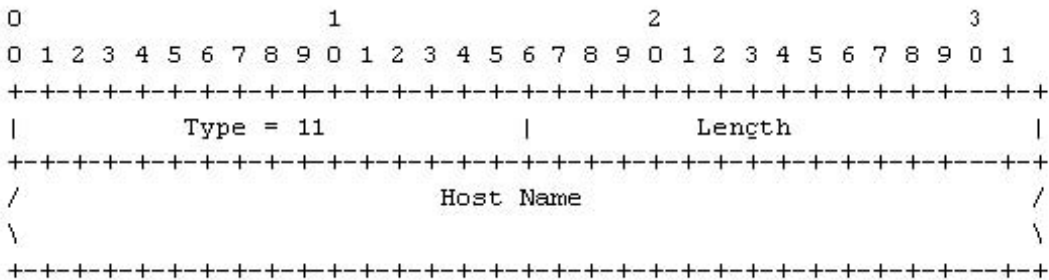 0                   1                   2                   3
0 1 2 3 4 5 6 7 8 9 0 1 2 3 4 5 6 7 8 9 0 1 2 3 4 5 6 7 8 9 0 1
+-+-+-+-+-+-+-+-+-+-+-+-+-+-+-+-+-+-+-+-+-+-+-+-+-+-+-+-+-+---+-+
|          Type = 11            |          Length               |
+-+-+-+-+-+-+-+-+-+-+-+-+-+-+-+-+-+-+-+-+-+-+-+-+-+-+-+-+-+---+-+
/                          Host Name                            /
\                                                               \
+-+-+-+-+-+-+-+-+-+-+-+-+-+-+-+-+-+-+-+-+-+-+-+-+-+-+-+-+-+---+-+